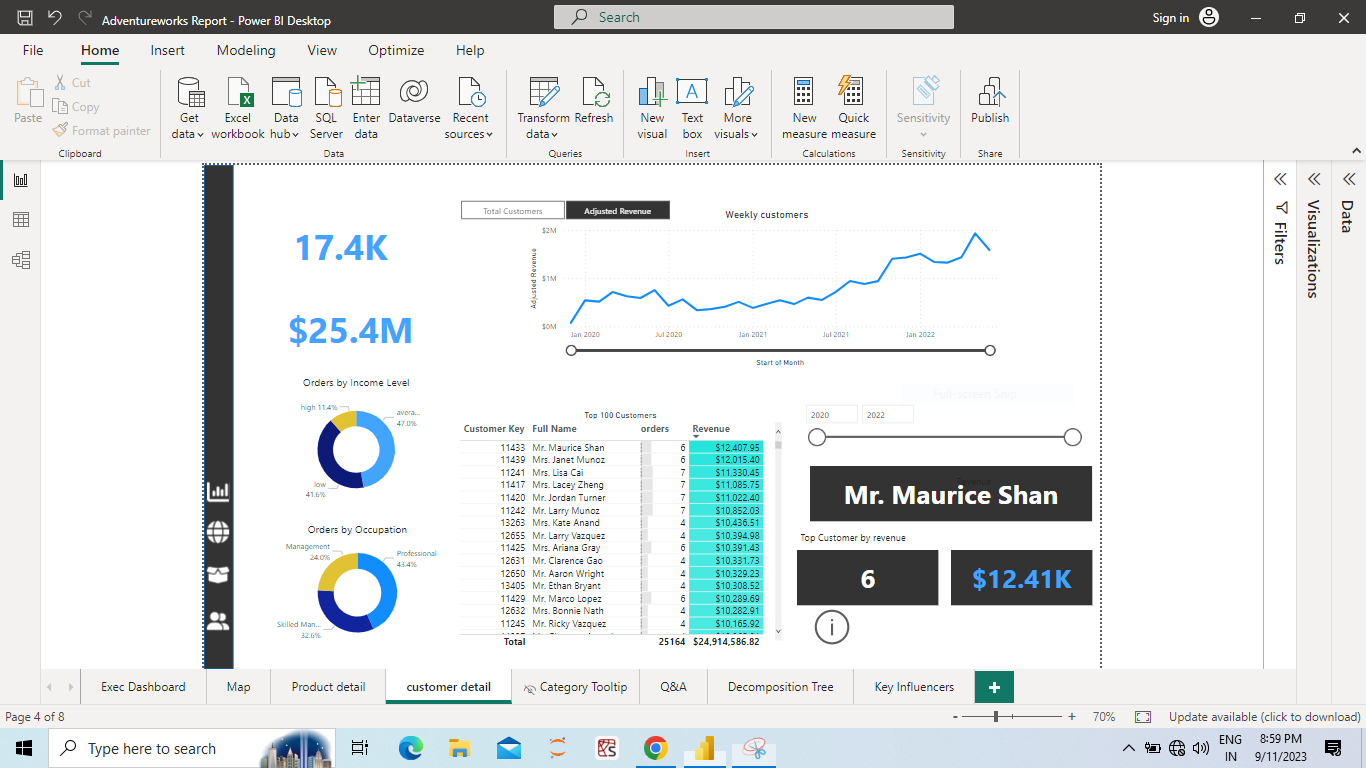 Adventureworks Report - Power BI Desktop
Search
Sign in
File Home Insert Modeling View Optimize Help
Paste
Cut
Copy
Format painter
Clipboard
Get data
Excel workbook
Data hub
SQL Server
Enter data
Dataverse
Recent sources
Data
Transform data
Refresh
Queries
New visual
Text box
More visuals
Insert
New measure
Quick measure
Calculations
Sensitivity
Sensitivity
Publish
Share
Filters
Visualizations
Data
17.4K
$25.4M
Total Customers
Adjusted Revenue
Weekly customers
Adjusted Revenue
$2M
$1M
$0M
Jan 2020 Jul 2020 Jan 2021 Jul 2021 Jan 2022
Start of Month
Orders by Income Level
high 11.4%
avera...
47.0%
low
41.6%
Orders by Occupation
Management
24.0%
Professional
43.4%
Skilled Man...
32.6%
Top 100 Customers
Customer Key Full Name orders Revenue
11433 Mr. Maurice Shan 6 $12,407.95
11439 Mrs. Janet Munoz 6 $12,015.40
11241 Mrs. Lisa Cai 7 $11,330.45
11417 Mrs. Lacey Zheng 7 $11,085.75
11420 Mr. Jordan Turner 7 $11,022.40
11242 Mr. Larry Munoz 7 $10,852.03
13263 Mrs. Kate Anand 4 $10,436.51
12655 Mr. Larry Vazquez 4 $10,394.98
11425 Mrs. Ariana Gray 6 $10,391.43
12631 Mr. Clarence Gao 4 $10,331.73
12650 Mr. Aaron Wright 4 $10,329.23
13405 Mr. Ethan Bryant 4 $10,308.52
11429 Mr. Marco Lopez 6 $10,289.69
12632 Mrs. Bonnie Nath 4 $10,282.91
11245 Mr. Ricky Vazquez 4 $10,165.92
Total 25164 $24,914,586.82
Full-screen Snip
2020 2022
Mr. Maurice Shan
Top Customer by revenue
6
$12.41K
Exec Dashboard Map Product detail customer detail Category Tooltip Q&A Decomposition Tree Key Influencers
Page 4 of 8
- + 70%
Update available (click to download)
Type here to search
ENG
IN
8:59 PM
9/11/2023